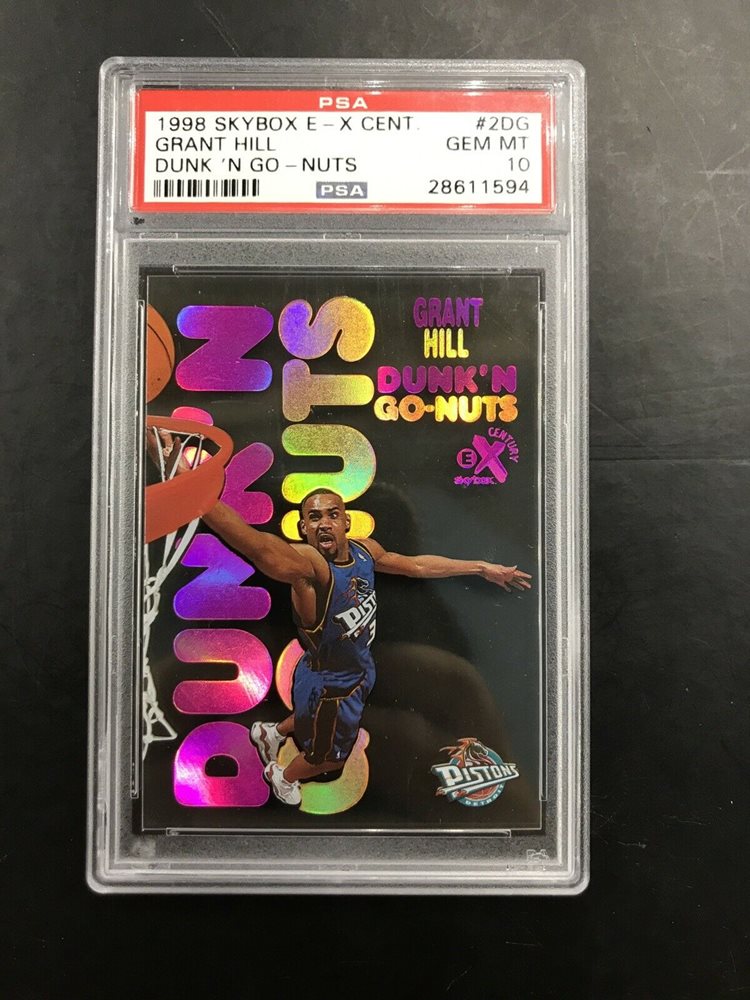 PSA
1998 SKYBOX E-X CENT. #2DG
GRANT HILL GEM MT
DUNK 'N GO-NUTS 10
PSA 28611594
DUNK'N
GO-NUTS
GRANT
HILL
DUNK'N
GO-NUTS
E X CENTURY
SKYBOX
PISTONS
3
PISTONS
DETROIT